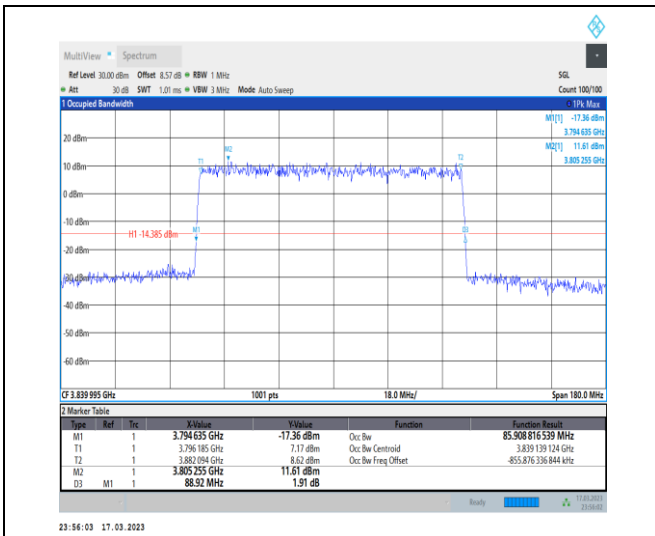 MultiView Spectrum
Ref Level 30.00 dBm Offset 8.57 dB RBW 1 MHz SGL
Att 30 dB SWT 1.01 ms VBW 3 MHz Mode Auto Sweep Count 100/100
1 Occupied Bandwidth 1Pk Max
M1[1] -17.36 dBm
3.794 635 GHz
M2[1] 11.61 dBm
3.805 255 GHz
20 dBm
M2
T1
T2
10 dBm
0 dBm
-10 dBm
M1
D3
H1 -14.385 dBm
-30 dBm
-40 dBm
-50 dBm
-60 dBm
CF 3.839 995 GHz 1001 pts 18.0 MHz/ Span 180.0 MHz
2 Marker Table
Type Ref Trc X-Value Y-Value Function Function Result
M1 1 3.794 635 GHz -17.36 dBm Occ Bw 85.908 816 539 MHz
T1 1 3.796 185 GHz 7.17 dBm Occ Bw Centroid 3.839 139 124 GHz
T2 1 3.882 094 GHz 8.62 dBm Occ Bw Freq Offset -855.876 336 844 kHz
M2 1 3.805 255 GHz 11.61 dBm
D3 M1 1 88.92 MHz 1.91 dB
Ready 17.03.2023
23:56:02
23:56:03 17.03.2023